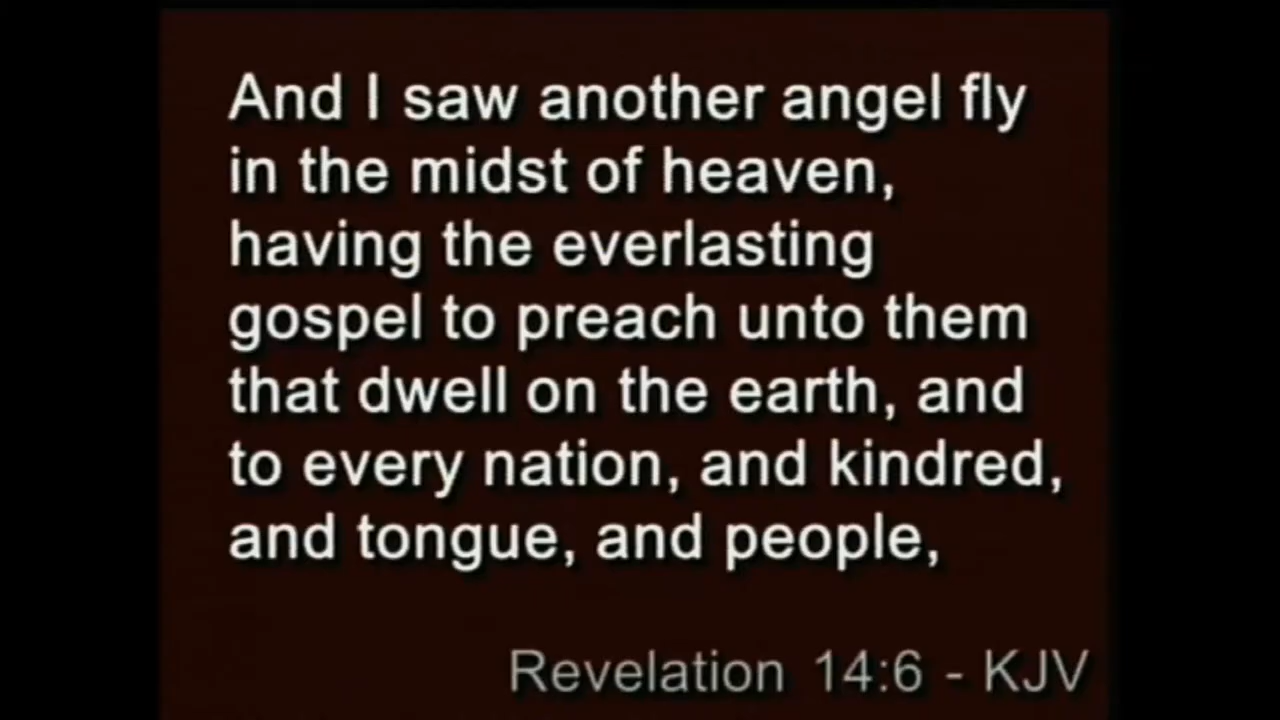 And I saw another angel fly
in the midst of heaven,
having the everlasting
gospel to preach unto them
that dwell on the earth, and
to every nation, and kindred,
and tongue, and people,
Revelation 14:6 - KJV